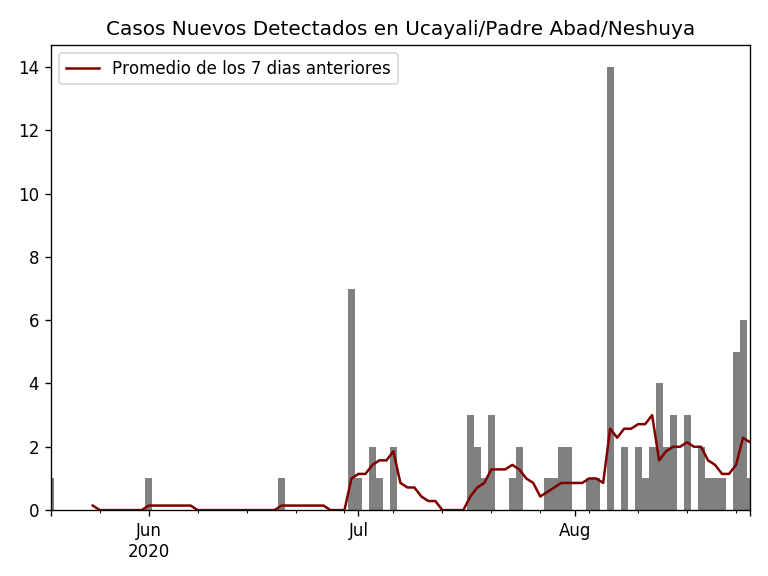 Casos Nuevos Detectados en Ucayali/Padre Abad/Neshuya
Promedio de los 7 dias anteriores
14
12
10
8
6
4
2
0
Jun
2020
Jul
Aug